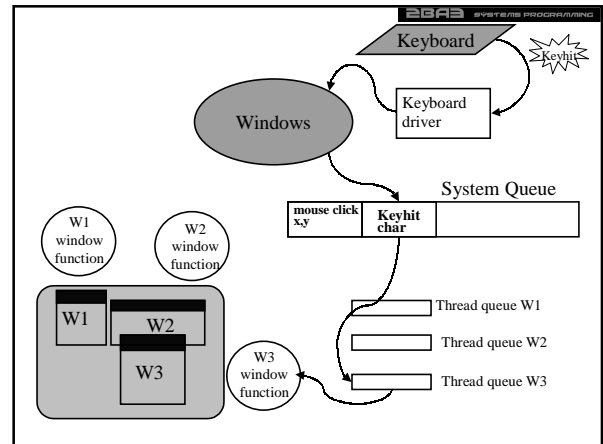 2BA3 SYSTEMS PROGRAMMING
Keyboard
Keyhit
Keyboard
driver
Windows
System Queue
mouse click
x,y
Keyhit
char
W1
window
function
W2
window
function
W1
W2
W3
W3
window
function
Thread queue W1
Thread queue W2
Thread queue W3